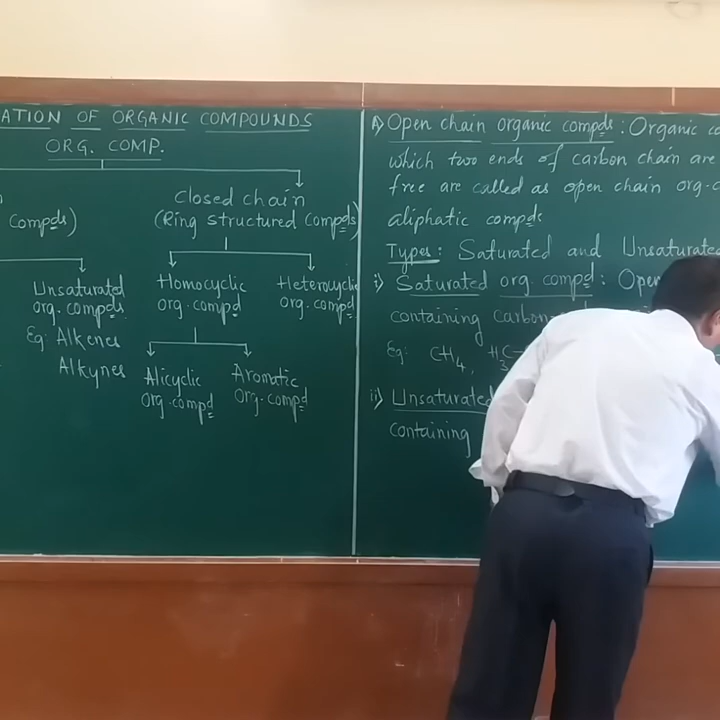 ATION OF ORGANIC COMPOUNDS
ORG. COMP.
Closed chain
Compds)
(Ring structured Compds)
Unsaturated
org. compds
Eg: Alkenes
Alkynes
Homocyclic
org. compd
Heterocyclic
org. compd
Alicyclic
Org. compd
Aromatic
Org. compd
A) Open chain organic compds: Organic co
which two ends of carbon chain are
free are called as open chain org-c
aliphatic compds
Types: Saturated and Unsaturated
i) Saturated org. compd: Open
containing Carbon
Eg: CH4, H3C-
ii) Unsaturated
containing